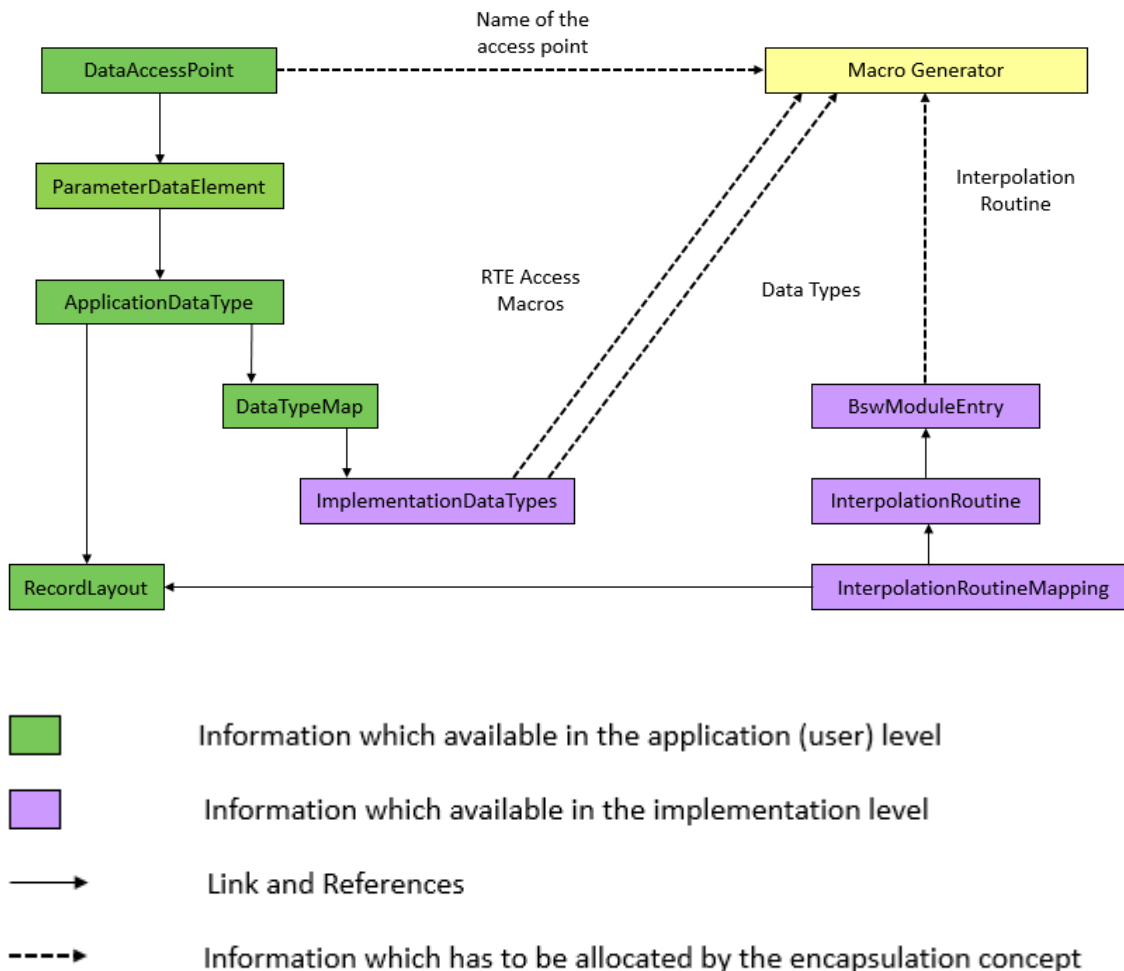 Name of the
access point
DataAccessPoint
Macro Generator
ParameterDataElement
Interpolation
Routine
ApplicationDataType
RTE Access
Macros
Data Types
DataTypeMap
BswModuleEntry
ImplementationDataTypes
InterpolationRoutine
RecordLayout
InterpolationRoutineMapping
Information which available in the application (user) level
Information which available in the implementation level
Link and References
Information which has to be allocated by the encapsulation concept